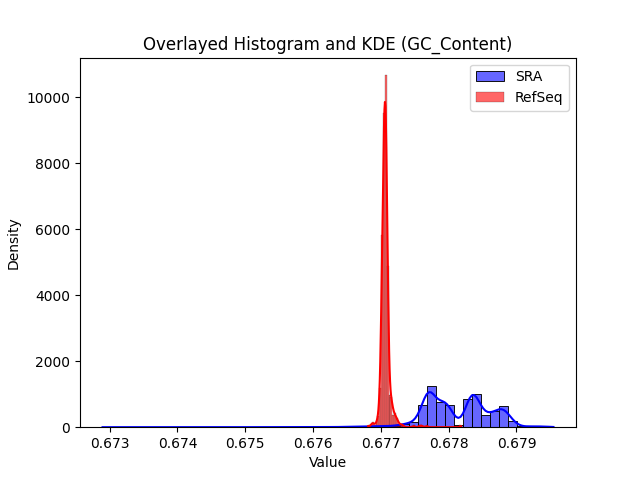 Overlayed Histogram and KDE (GC_Content)
SRA
RefSeq
10000
8000
6000
4000
2000
0
Density
0.673 0.674 0.675 0.676 0.677 0.678 0.679
Value